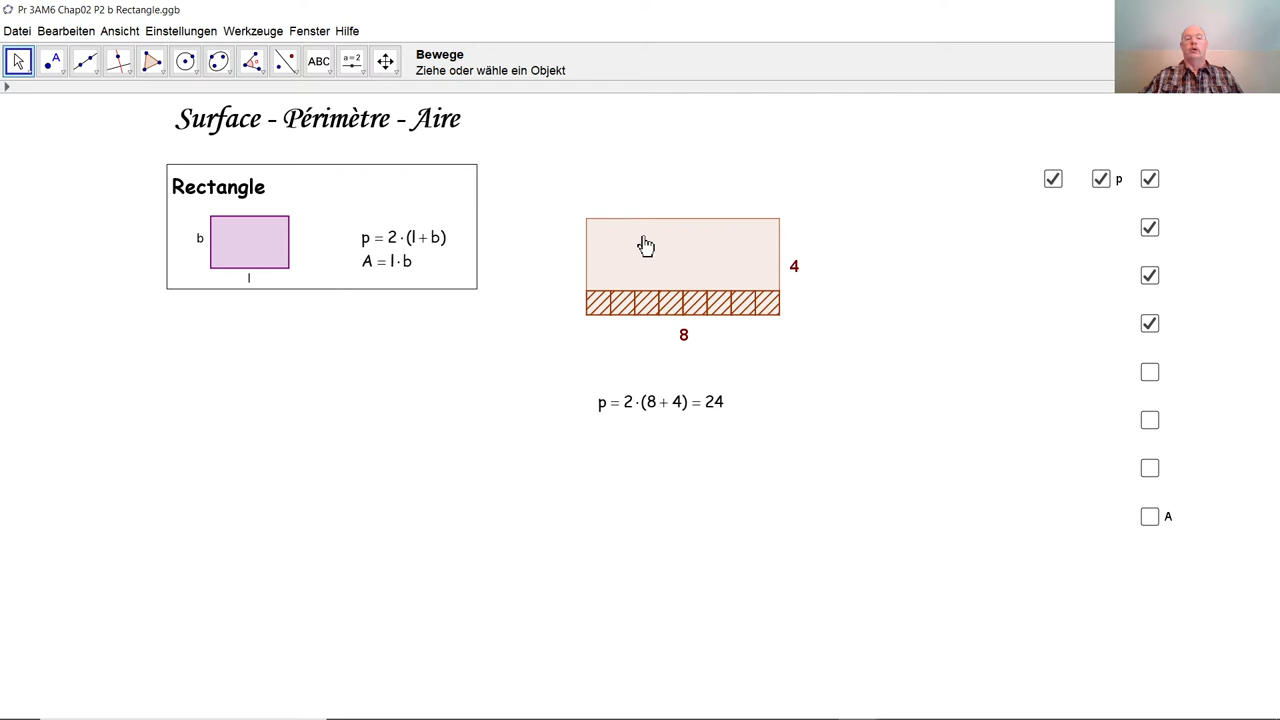 Pr 3AM6 Chap02 P2 b Rectangle.ggb
Datei Bearbeiten Ansicht Einstellungen Werkzeuge Fenster Hilfe
A
α
ABC
a=2
Bewege
Ziehe oder wähle ein Objekt
Surface - Périmètre - Aire
Rectangle
b
l
p = 2·(l + b)
A = l·b
4
8
p = 2·(8 + 4) = 24
p
A